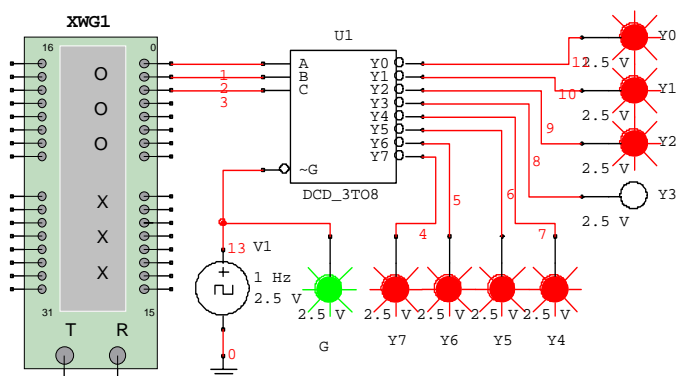 XWG1
16 0
O
O
O
X
X
X
31 15
T R
1
2
3
U1
A
B
C
~G
Y0
Y1
Y2
Y3
Y4
Y5
Y6
Y7
DCD_3TO8
11
10
9
8
7
6
5
4
Y0
2.5 V
Y1
2.5 V
Y2
2.5 V
Y3
2.5 V
13 V1
1 Hz
2.5 V
0
2.5 V
G
2.5 V
Y7
2.5 V
Y6
2.5 V
Y5
2.5 V
Y4